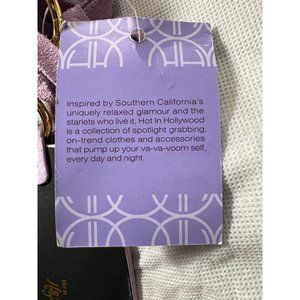 Inspired by Southern California's
uniquely relaxed glamour and the
starlets who live it, Hot In Hollywood
is a collection of spotlight grabbing,
on-trend clothes and accessories
that pump up your va-va-voom self,
every day and night.